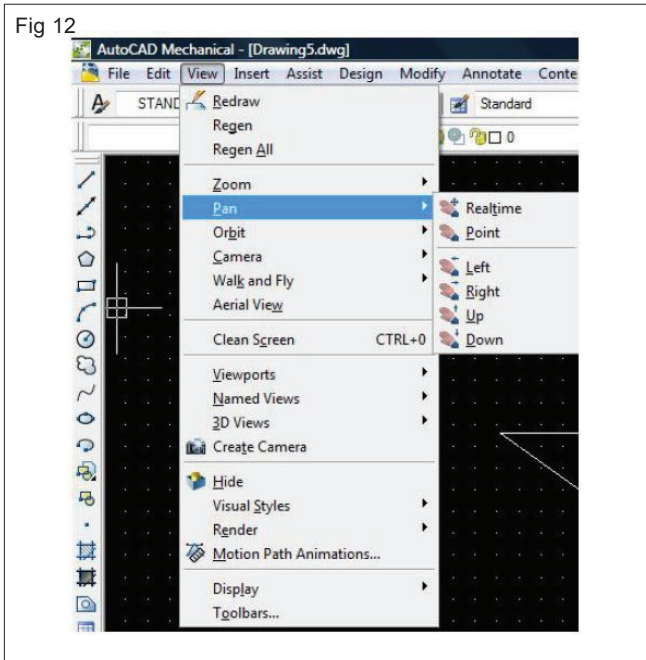 Fig 12
AutoCAD Mechanical - [Drawing5.dwg]
File Edit View Insert Assist Design Modify Annotate Conte
STAND
Standard
0
Redraw
Regen
Regen All
Zoom
Pan
Realtime
Point
Left
Right
Up
Down
Orbit
Camera
Walk and Fly
Aerial View
Clean Screen CTRL+0
Viewports
Named Views
3D Views
Create Camera
Hide
Visual Styles
Render
Motion Path Animations...
Display
Toolbars...